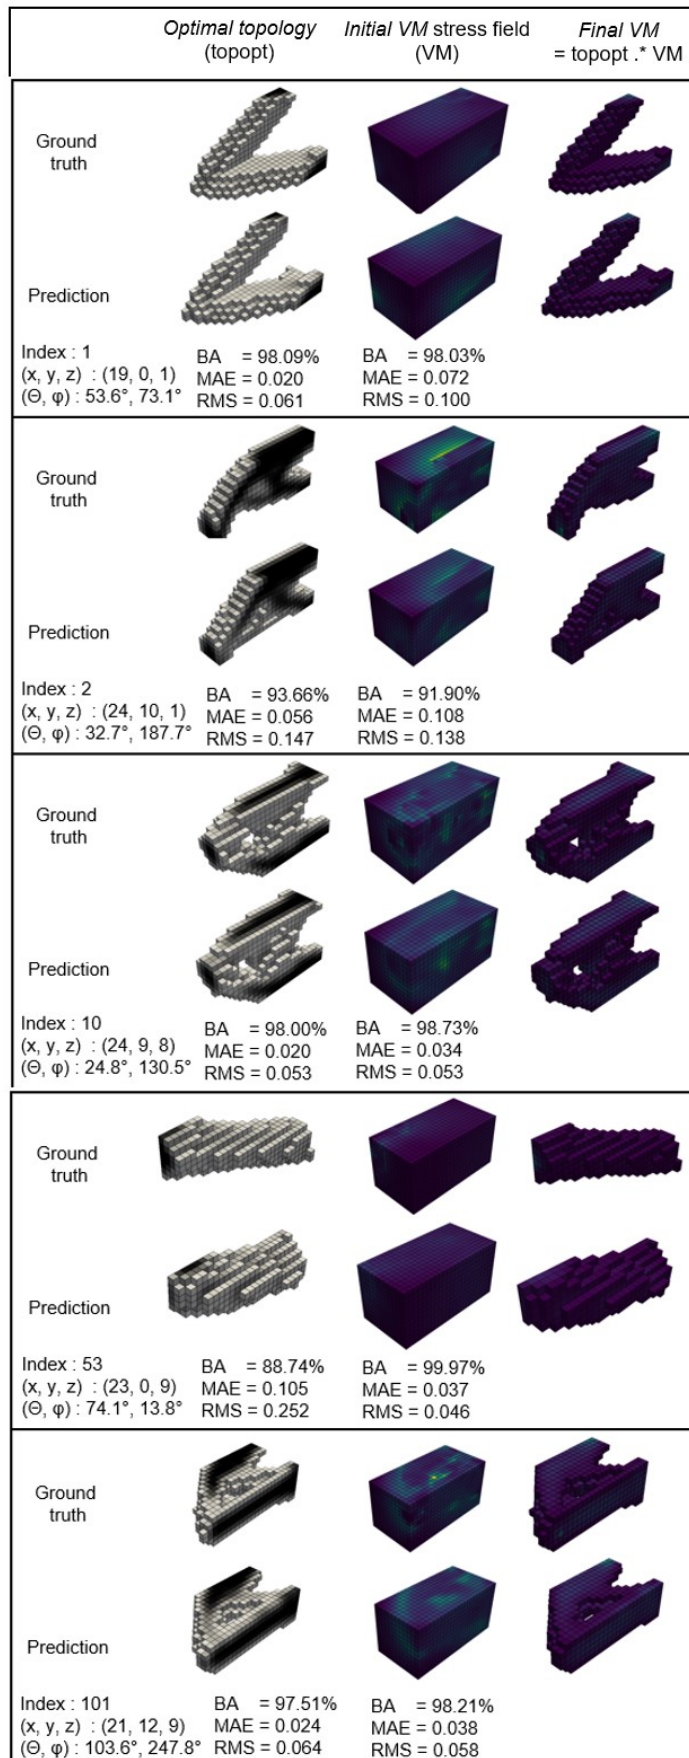 Optimal topology Initial VM stress field Final VM
(topopt) (VM) = topopt .* VM
Ground
truth
Prediction
Index : 1
(x, y, z) : (19, 0, 1)
(Θ, φ) : 53.6°, 73.1°
BA = 98.09%
MAE = 0.020
RMS = 0.061
BA = 98.03%
MAE = 0.072
RMS = 0.100
Ground
truth
Prediction
Index : 2
(x, y, z) : (24, 10, 1)
(Θ, φ) : 32.7°, 187.7°
BA = 93.66%
MAE = 0.056
RMS = 0.147
BA = 91.90%
MAE = 0.108
RMS = 0.138
Ground
truth
Prediction
Index : 10
(x, y, z) : (24, 9, 8)
(Θ, φ) : 24.8°, 130.5°
BA = 98.00%
MAE = 0.020
RMS = 0.053
BA = 98.73%
MAE = 0.034
RMS = 0.053
Ground
truth
Prediction
Index : 53
(x, y, z) : (23, 0, 9)
(Θ, φ) : 74.1°, 13.8°
BA = 88.74%
MAE = 0.105
RMS = 0.252
BA = 99.97%
MAE = 0.037
RMS = 0.046
Ground
truth
Prediction
Index : 101
(x, y, z) : (21, 12, 9)
(Θ, φ) : 103.6°, 247.8°
BA = 97.51%
MAE = 0.024
RMS = 0.064
BA = 98.21%
MAE = 0.038
RMS = 0.058